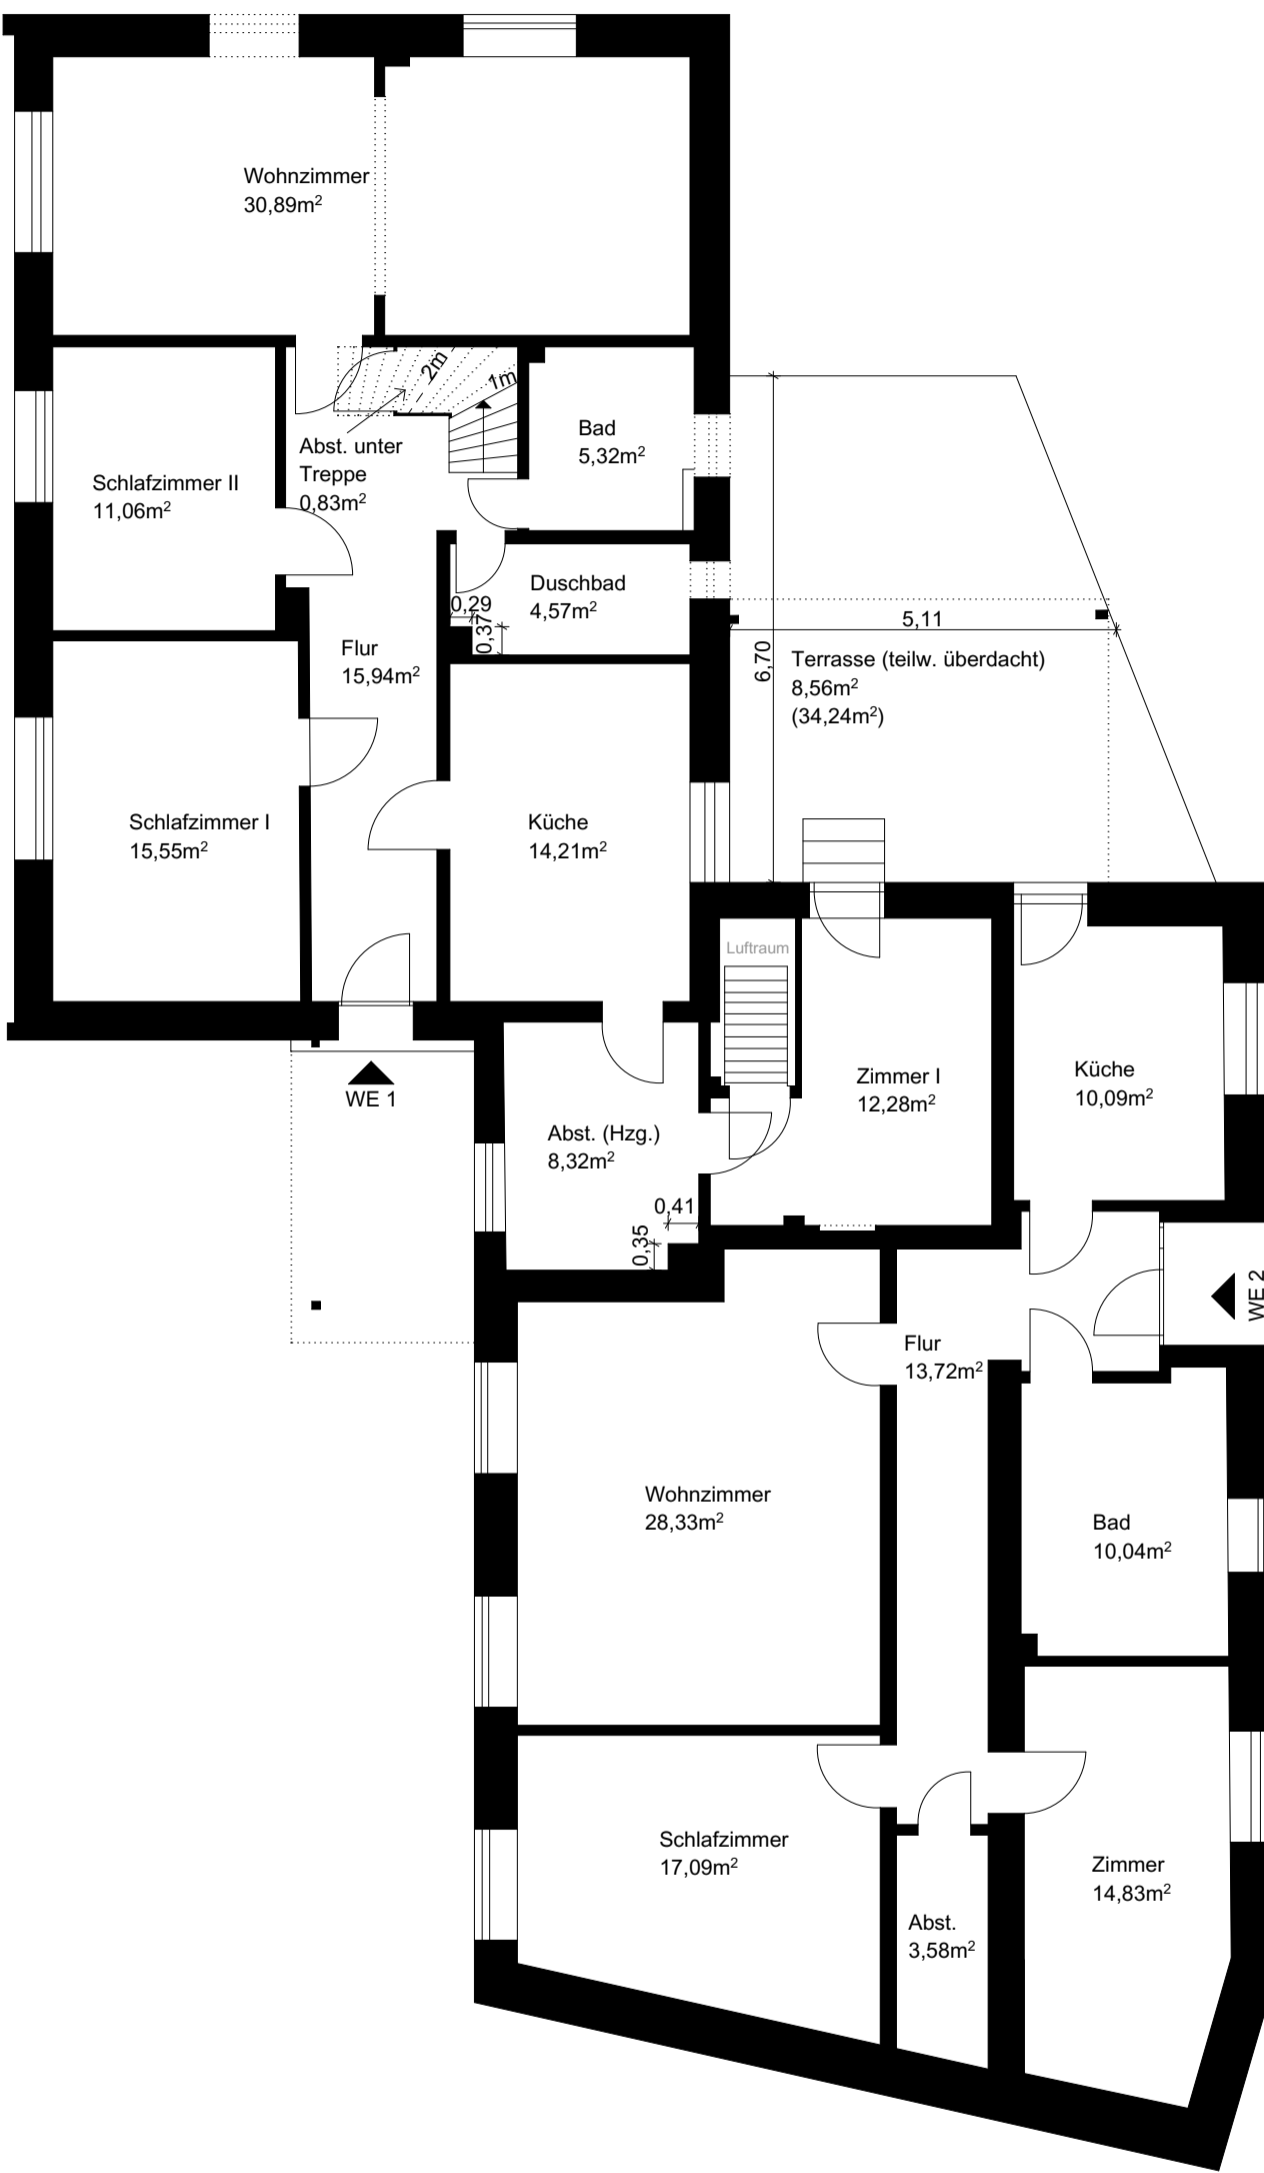 Wohnzimmer
30,89m²
2m
1m
Abst. unter
Treppe
0,83m²
Bad
5,32m²
Schlafzimmer II
11,06m²
Duschbad
4,57m²
0,29
0,37
Flur
15,94m²
5,11
6,70
Terrasse (teilw. überdacht)
8,56m²
(34,24m²)
Schlafzimmer I
15,55m²
Küche
14,21m²
Luftraum
WE 1
Zimmer I
12,28m²
Küche
10,09m²
Abst. (Hzg.)
8,32m²
0,41
0,35
WE 2
Flur
13,72m²
Wohnzimmer
28,33m²
Bad
10,04m²
Schlafzimmer
17,09m²
Zimmer
14,83m²
Abst.
3,58m²